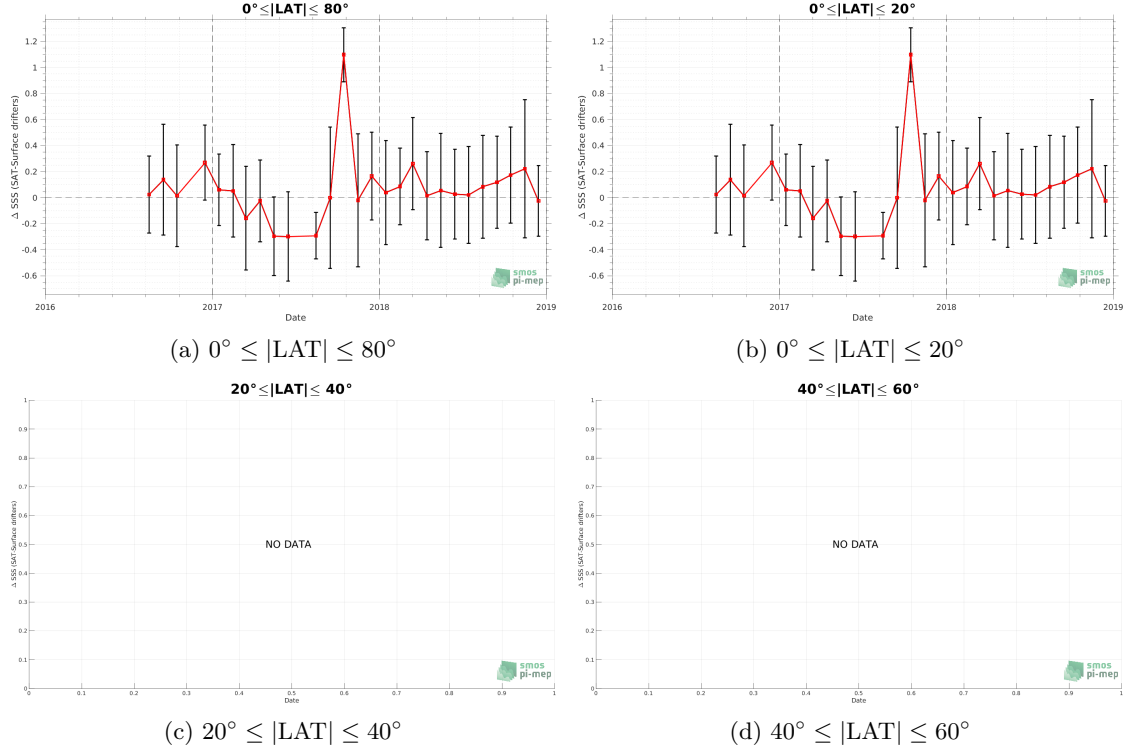 0°≤|LAT|≤ 80°
1.2
1
0.8
0.6
0.4
0.2
0
-0.2
-0.4
-0.6
Δ SSS (SAT-Surface drifters)
2016
2017
2018
2019
Date
smos
pi-mep
(a) 0° ≤ |LAT| ≤ 80°
0°≤|LAT|≤ 20°
1.2
1
0.8
0.6
0.4
0.2
0
-0.2
-0.4
-0.6
Δ SSS (SAT-Surface drifters)
2016
2017
2018
2019
Date
smos
pi-mep
(b) 0° ≤ |LAT| ≤ 20°
20°≤|LAT|≤ 40°
1
0.9
0.8
0.7
0.6
0.5
0.4
0.3
0.2
0.1
0
Δ SSS (SAT-Surface drifters)
NO DATA
0
0.1
0.2
0.3
0.4
0.5
0.6
0.7
0.8
0.9
1
Date
smos
pi-mep
(c) 20° ≤ |LAT| ≤ 40°
40°≤|LAT|≤ 60°
1
0.9
0.8
0.7
0.6
0.5
0.4
0.3
0.2
0.1
0
Δ SSS (SAT-Surface drifters)
NO DATA
0
0.1
0.2
0.3
0.4
0.5
0.6
0.7
0.8
0.9
1
Date
smos
pi-mep
(d) 40° ≤ |LAT| ≤ 60°